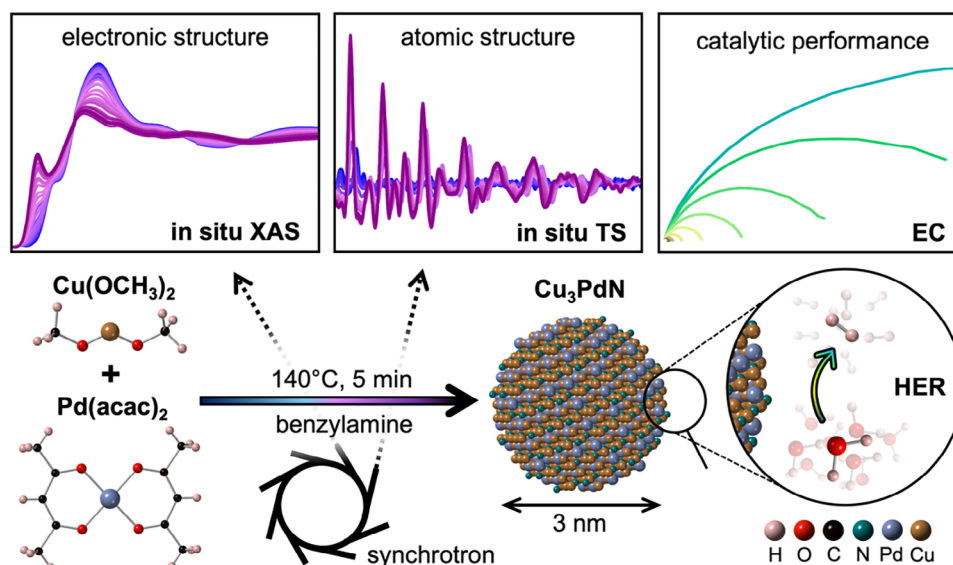 electronic structure
in situ XAS
atomic structure
in situ TS
catalytic performance
EC
Cu(OCH₃)₂
+
Pd(acac)₂
140°C, 5 min
benzylamine
synchrotron
Cu₃PdN
3 nm
HER
H O C N Pd Cu